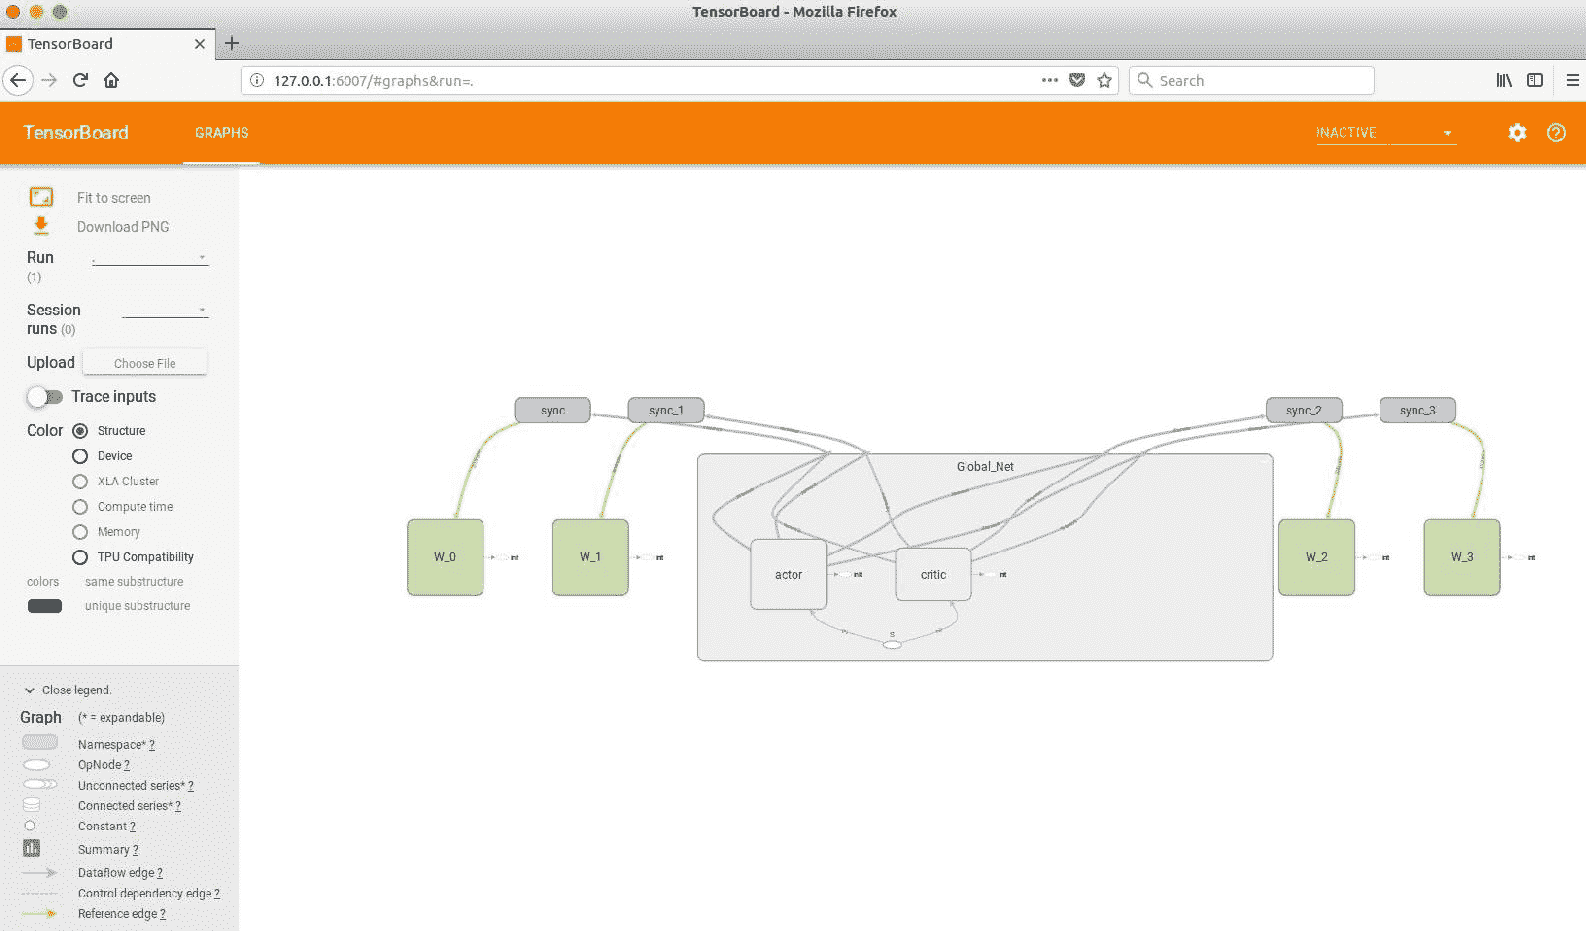 TensorBoard - Mozilla Firefox
TensorBoard
127.0.0.1:6007/#graphs&run=.
Search
TensorBoard GRAPHS INACTIVE
Fit to screen
Download PNG
Run
(1)
Session
runs (0)
Upload Choose File
Trace inputs
Color Structure
Device
XLA Cluster
Compute time
Memory
TPU Compatibility
colors same substructure
unique substructure
Close legend.
Graph (* = expandable)
Namespace* ?
OpNode ?
Unconnected series* ?
Connected series* ?
Constant ?
Summary ?
Dataflow edge ?
Control dependency edge ?
Reference edge ?
sync sync_1 sync_2 sync_3
Global_Net
W_0 W_1 W_2 W_3
actor critic
S